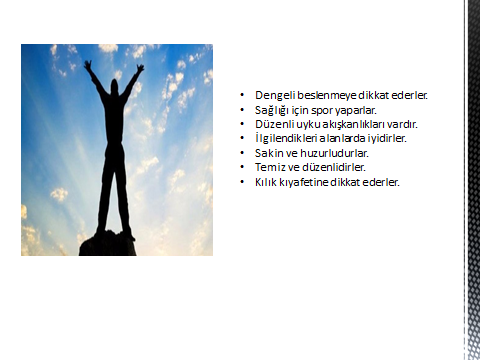 • Dengeli beslenmeye dikkat ederler.
• Sağlığı için spor yaparlar.
• Düzenli uyku akışkanlıkları vardır.
• İlgilendikleri alanlarda iyidirler.
• Sakin ve huzurludurlar.
• Temiz ve düzenlidirler.
• Kılık kıyafetine dikkat ederler.